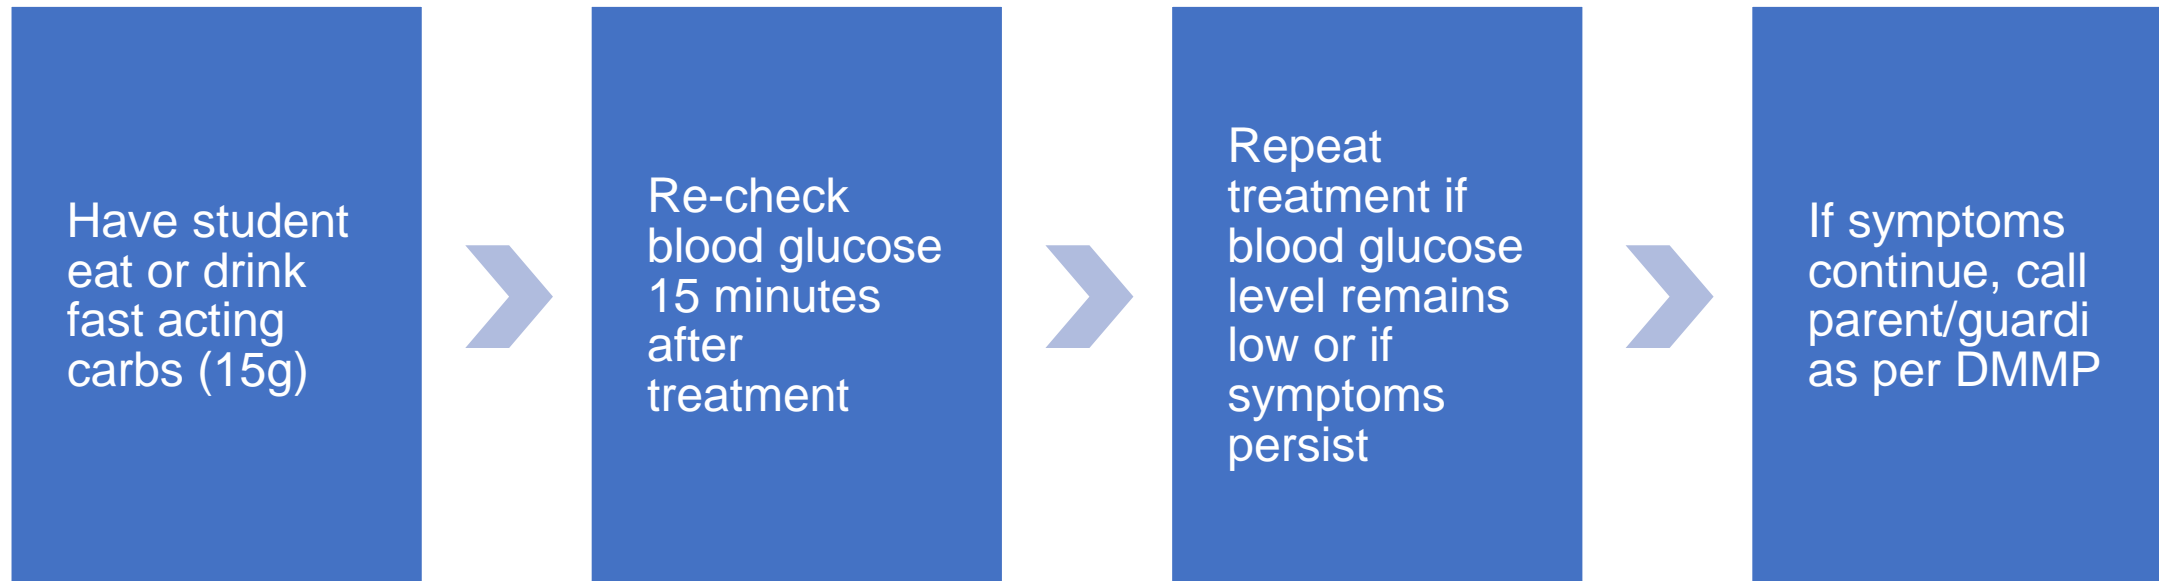 Have student
eat or drink
fast acting
carbs (15g)
Re-check
blood glucose
15 minutes
after
treatment
Repeat
treatment if
blood glucose
level remains
low or if
symptoms
persist
If symptoms
continue, call
parent/guardi
as per DMMP